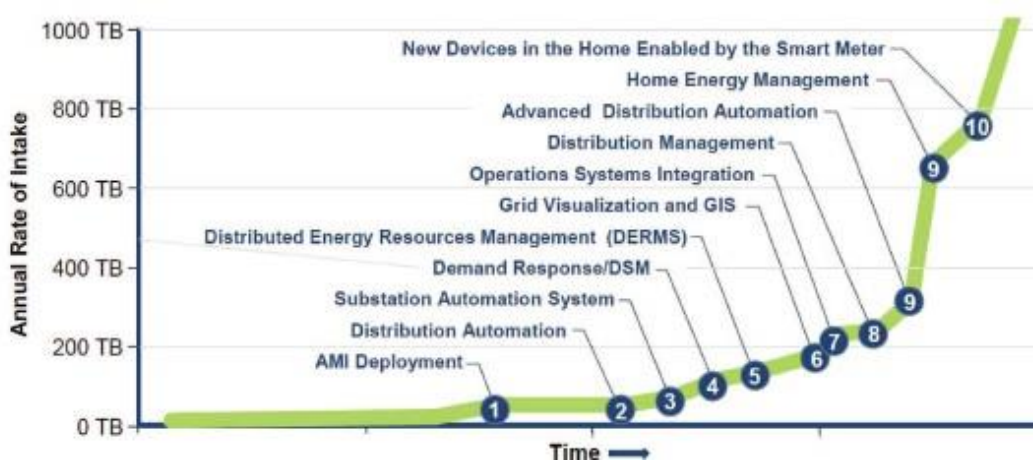 1000 TB
800 TB
600 TB
400 TB
200 TB
0 TB
Annual Rate of Intake
New Devices in the Home Enabled by the Smart Meter
Home Energy Management
Advanced Distribution Automation
Distribution Management
Operations Systems Integration
Grid Visualization and GIS
Distributed Energy Resources Management (DERMS)
Demand Response/DSM
Substation Automation System
Distribution Automation
AMI Deployment
1
2
3
4
5
6
7
8
9
9
10
Time